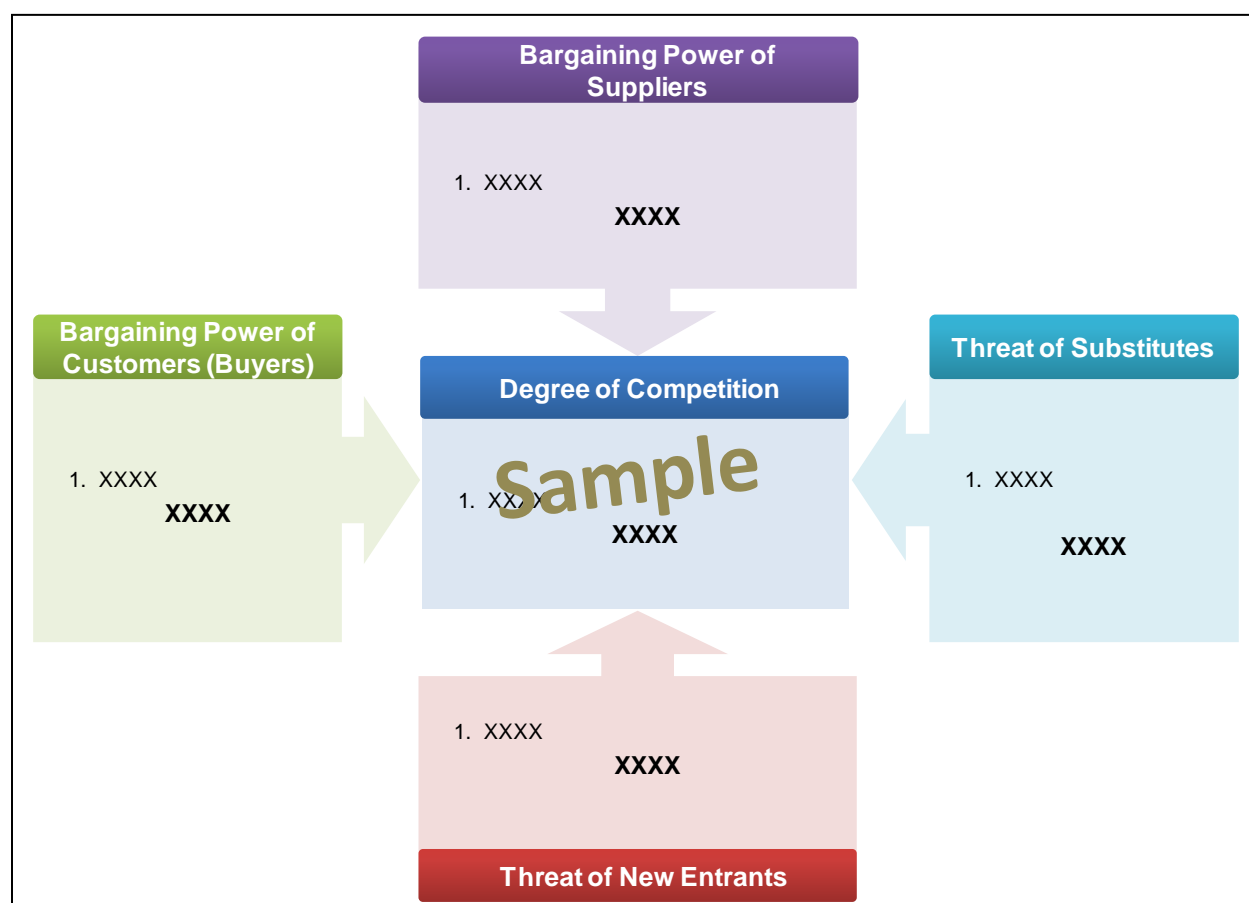 Bargaining Power of
Suppliers
1. XXXX
XXXX
Bargaining Power of
Customers (Buyers)
1. XXXX
XXXX
Degree of Competition
Sample
1. XXXX
XXXX
Threat of Substitutes
1. XXXX
XXXX
1. XXXX
XXXX
Threat of New Entrants